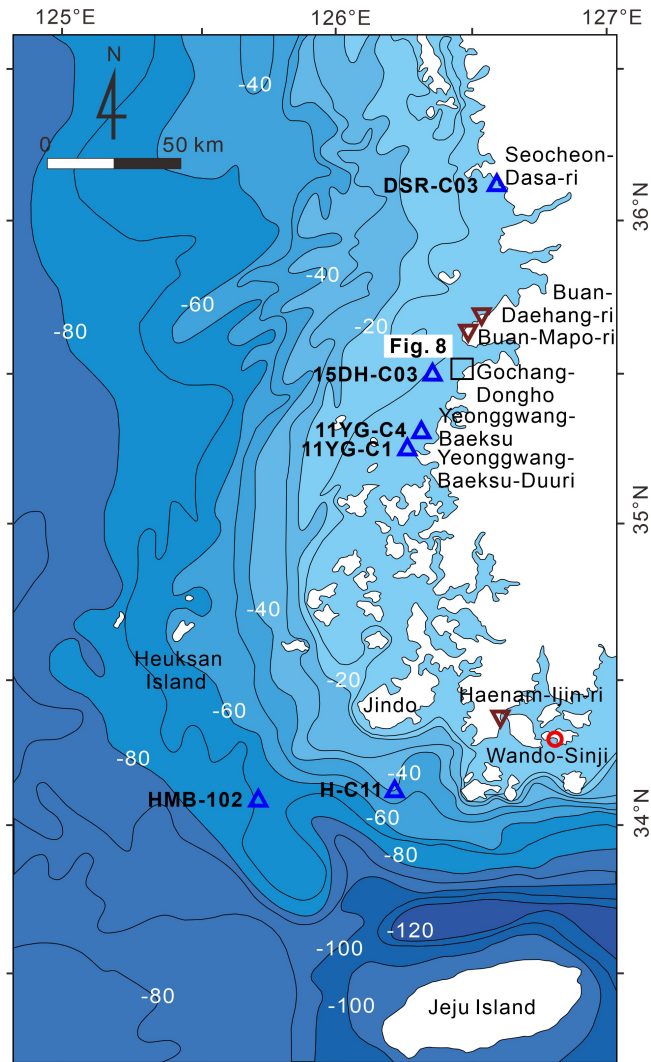 125°E
126°E
127°E
N
-40
0
50 km
Seocheon-
Dasa-ri
DSR-C03
36°N
-40
Buan-
Daehang-ri
-60
-80
-20
Buan-Mapo-ri
Fig. 8
15DH-C03
Gochang-
Dongho
11YG-C4
Yeonggwang-
Baeksu
11YG-C1
Yeonggwang-
Baeksu-Duuri
35°N
-40
Heuksan
Island
-20
Haenam-Ijin-ri
Jindo
-60
-80
Wando-Sinji
-40
H-C11
HMB-102
-60
34°N
-80
-120
-100
-80
-100
Jeju Island